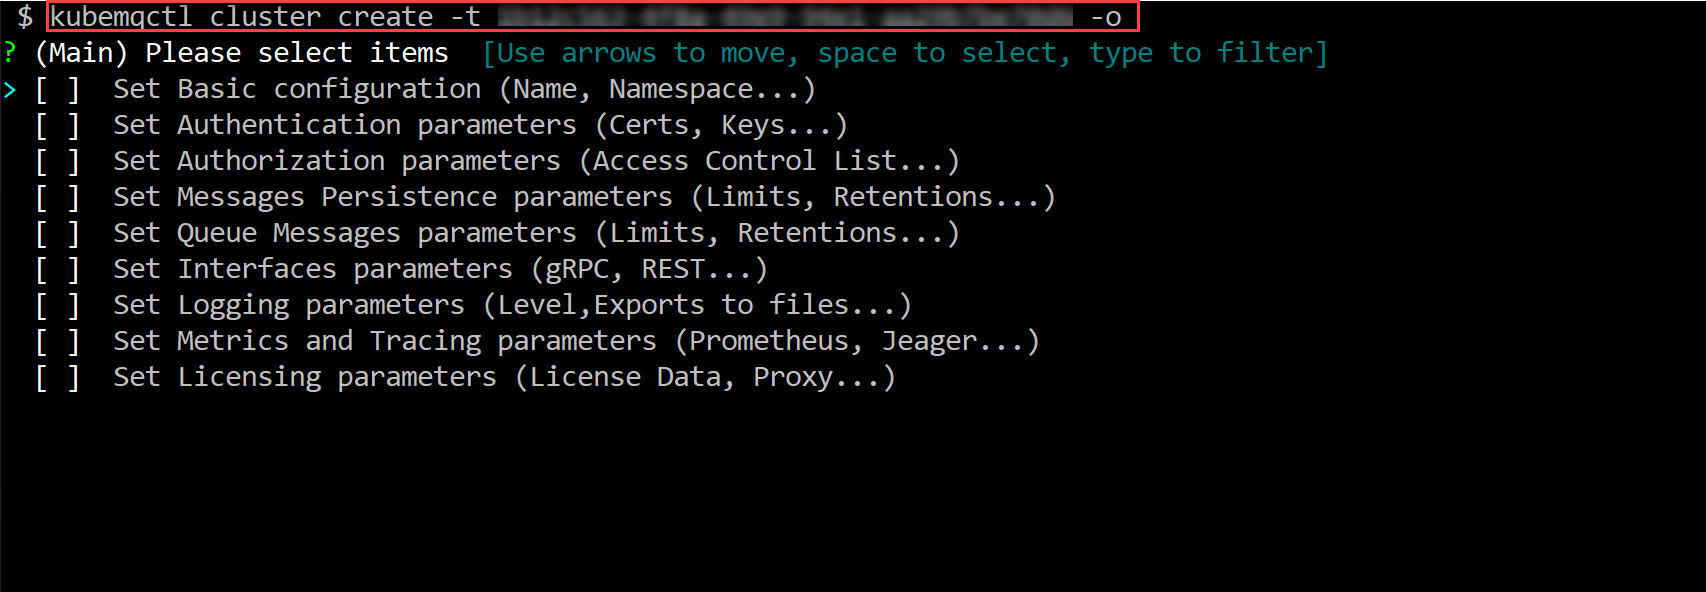 $ kubemqctl cluster create -t -o
? (Main) Please select items [Use arrows to move, space to select, type to filter]
> [ ] Set Basic configuration (Name, Namespace...)
[ ] Set Authentication parameters (Certs, Keys...)
[ ] Set Authorization parameters (Access Control List...)
[ ] Set Messages Persistence parameters (Limits, Retentions...)
[ ] Set Queue Messages parameters (Limits, Retentions...)
[ ] Set Interfaces parameters (gRPC, REST...)
[ ] Set Logging parameters (Level,Exports to files...)
[ ] Set Metrics and Tracing parameters (Prometheus, Jeager...)
[ ] Set Licensing parameters (License Data, Proxy...)